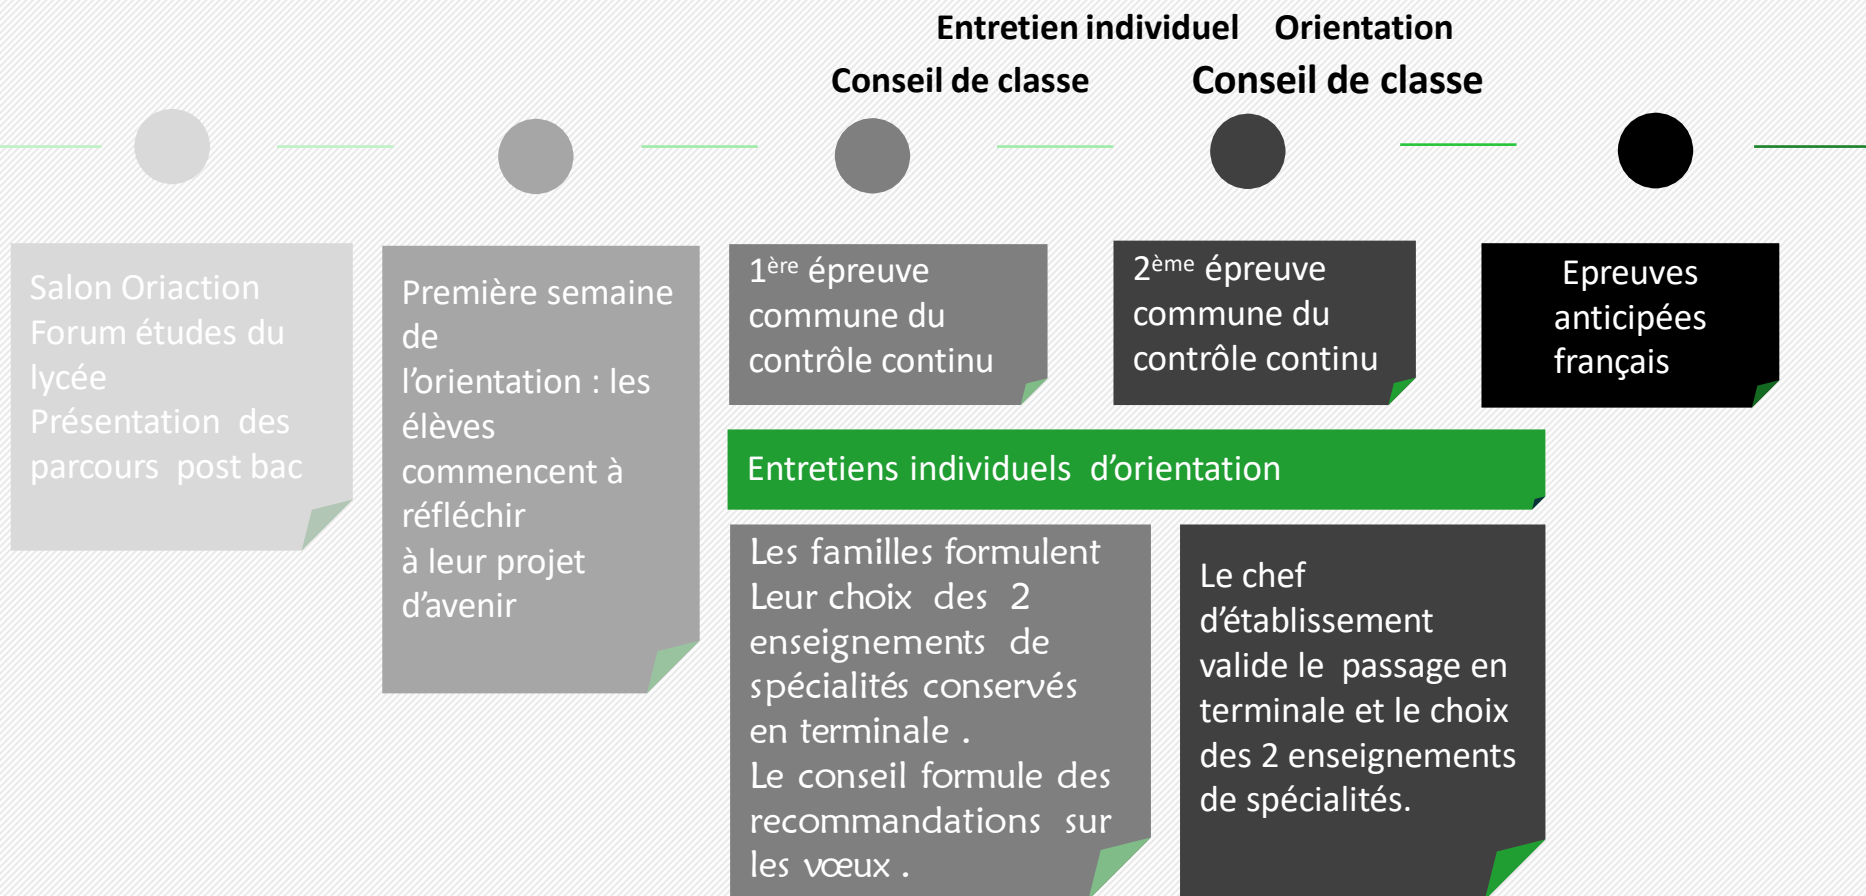 Entretien individuel Orientation
Conseil de classe
Conseil de classe
Salon Oriaction
Forum études du
lycée
Présentation des
parcours post bac
Première semaine
de
l’orientation : les
élèves
commencent à
réfléchir
à leur projet
d’avenir
1ère épreuve
commune du
contrôle continu
2ème épreuve
commune du
contrôle continu
Epreuves
anticipées
français
Entretiens individuels d’orientation
Les familles formulent
Leur choix des 2
enseignements de
spécialités conservés
en terminale .
Le conseil formule des
recommandations sur
les vœux .
Le chef
d’établissement
valide le passage en
terminale et le choix
des 2 enseignements
de spécialités.